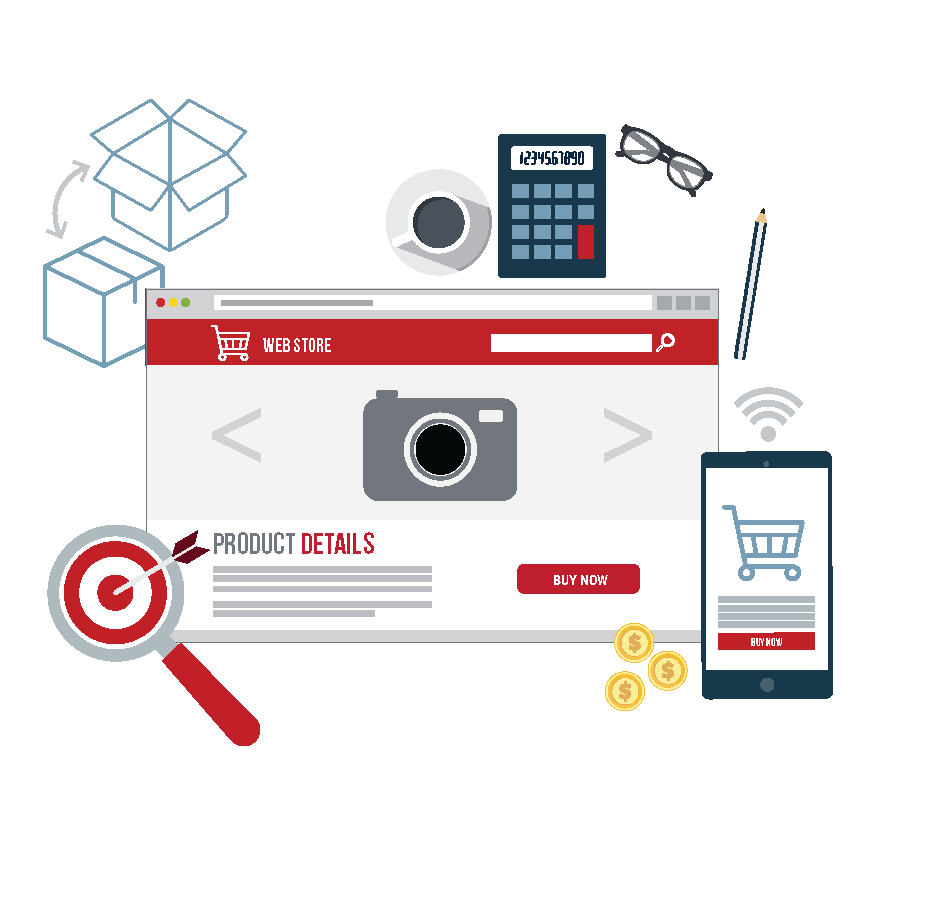 1234567890
WEB STORE
PRODUCT DETAILS
BUY NOW
BUY NOW
$
$
$